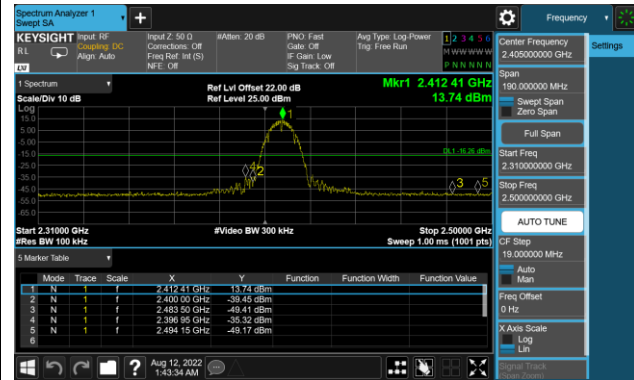 Spectrum Analyzer 1
Swept SA
+
Frequency
KEYSIGHT Input: RF
RL
Coupling: DC
Align: Auto
LXI
Input Z: 50 Ω
Corrections: Off
Freq Ref: Int (S)
NFE: Off
#Atten: 20 dB
PNO: Fast
Gate: Off
IF Gain: Low
Sig Track: Off
Avg Type: Log-Power
Trig: Free Run
1 2 3 4 5 6
M W W W W W
P N N N N N
1 Spectrum
Scale/Div 10 dB
Ref Lvl Offset 22.00 dB
Ref Level 25.00 dBm
Mkr1 2.412 41 GHz
13.74 dBm
Log
15.0
5.00
-5.00
-15.0
-25.0
-35.0
-45.0
-55.0
-65.0
1
DL1 -16.26 dBm
4 2
3
5
Start 2.31000 GHz
#Res BW 100 kHz
#Video BW 300 kHz
Stop 2.50000 GHz
Sweep 1.00 ms (1001 pts)
5 Marker Table
Mode Trace Scale X Y Function Function Width Function Value
1 N 1 f 2.412 41 GHz 13.74 dBm
2 N 1 f 2.400 00 GHz -39.45 dBm
3 N 1 f 2.483 50 GHz -49.41 dBm
4 N 1 f 2.396 95 GHz -35.32 dBm
5 N 1 f 2.494 15 GHz -49.17 dBm
6
?
Aug 12, 2022
1:43:34 AM
Center Frequency
2.405000000 GHz
Settings
Span
190.000000 MHz
Swept Span
Zero Span
Full Span
Start Freq
2.310000000 GHz
Stop Freq
2.500000000 GHz
AUTO TUNE
CF Step
19.000000 MHz
Auto
Man
Freq Offset
0 Hz
X Axis Scale
Log
Lin
Signal Track
(Span Zoom)